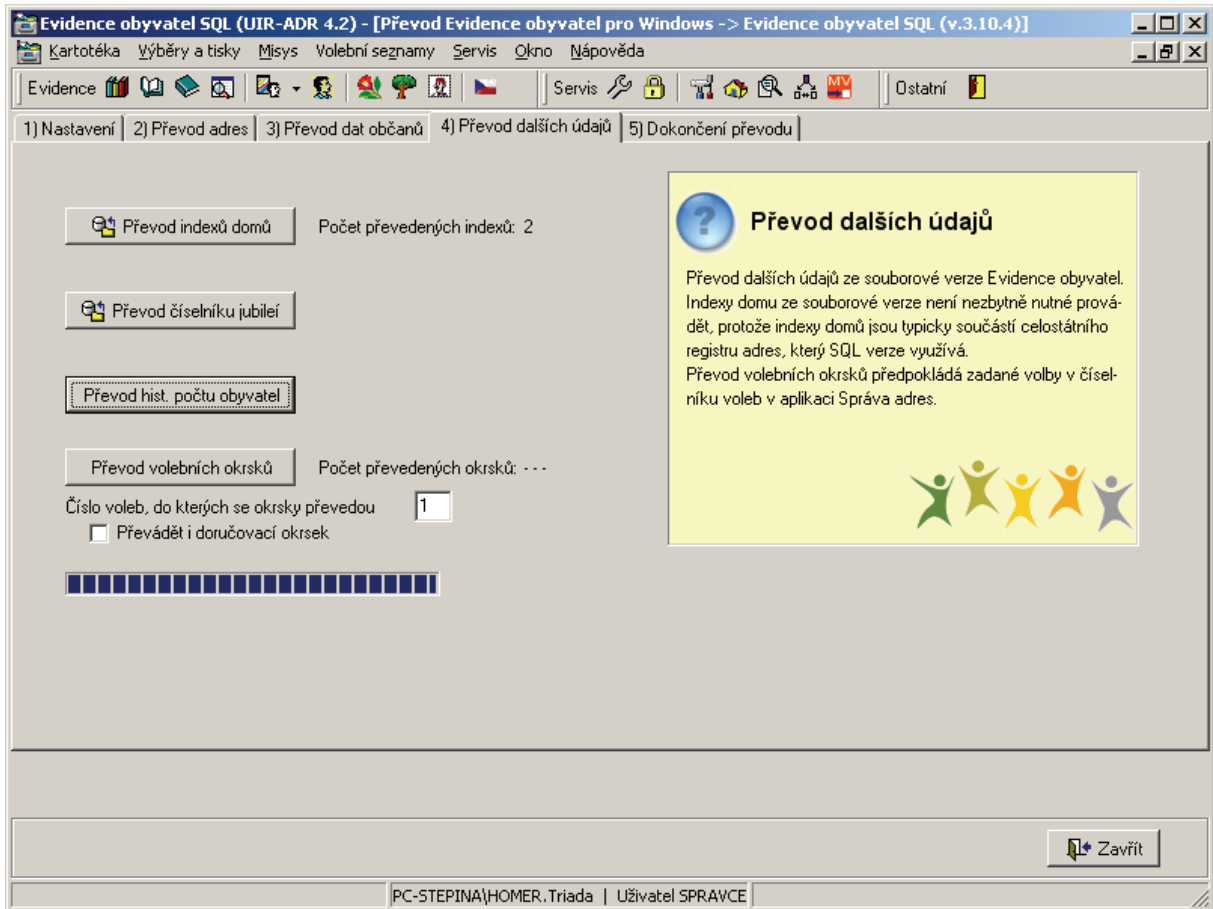 Evidence obyvatel SQL (UIR-ADR 4.2) - [Převod Evidence obyvatel pro Windows -> Evidence obyvatel SQL (v.3.10.4)]
Kartotéka Výběry a tisky Misys Volební seznamy Servis Okno Nápověda
Evidence Servis Ostatní
1) Nastavení 2) Převod adres 3) Převod dat občanů 4) Převod dalších údajů 5) Dokončení převodu
Převod indexů domů Počet převedených indexů: 2
Převod číselníku jubileí
Převod hist. počtu obyvatel
Převod volebních okrsků Počet převedených okrsků: - - -
Číslo voleb, do kterých se okrsky převedou 1
Převádět i doručovací okrsek
? Převod dalších údajů
Převod dalších údajů ze souborové verze Evidence obyvatel.
Indexy domu ze souborové verze není nezbytně nutné prová-
dět, protože indexy domů jsou typicky součástí celostátního
registru adres, který SQL verze využívá.
Převod volebních okrsků předpokládá zadané volby v čísel-
níku voleb v aplikaci Správa adres.
Zavřít
PC-STEPINA\HOMER.Triada | Uživatel SPRAVCE